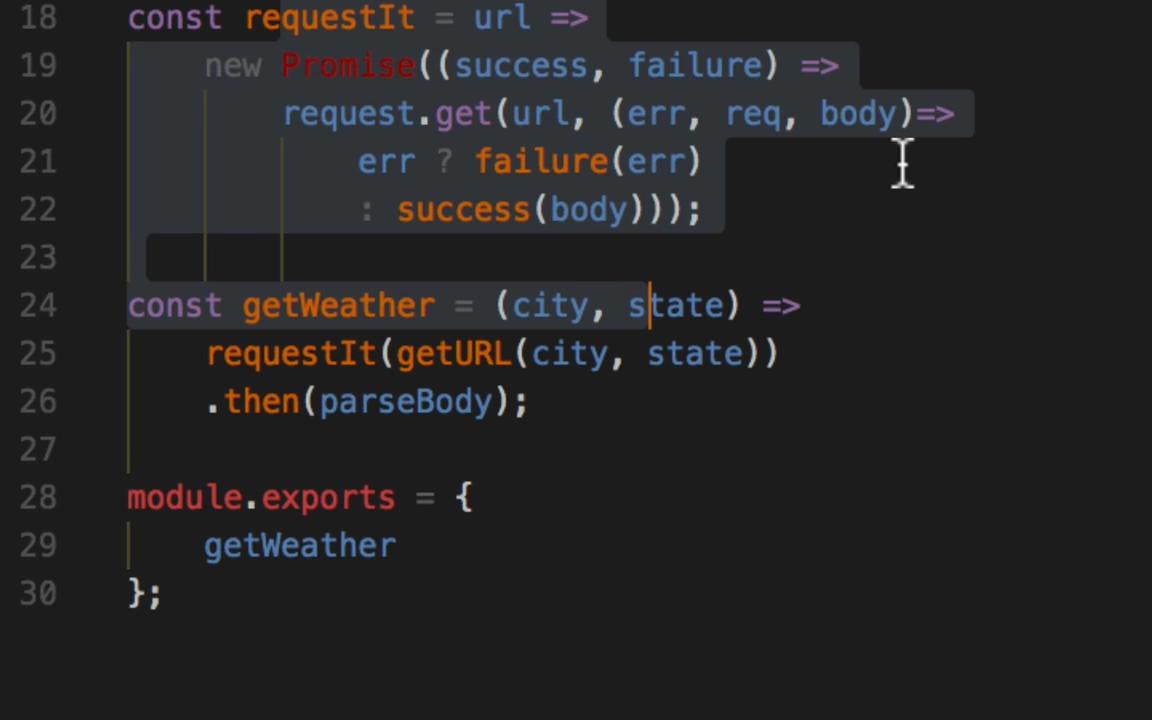 18 const requestIt = url =>
19 new Promise((success, failure) =>
20 request.get(url, (err, req, body)=>
21 err ? failure(err)
22 : success(body)));
23
24 const getWeather = (city, state) =>
25 requestIt(getURL(city, state))
26 .then(parseBody);
27
28 module.exports = {
29 getWeather
30 };